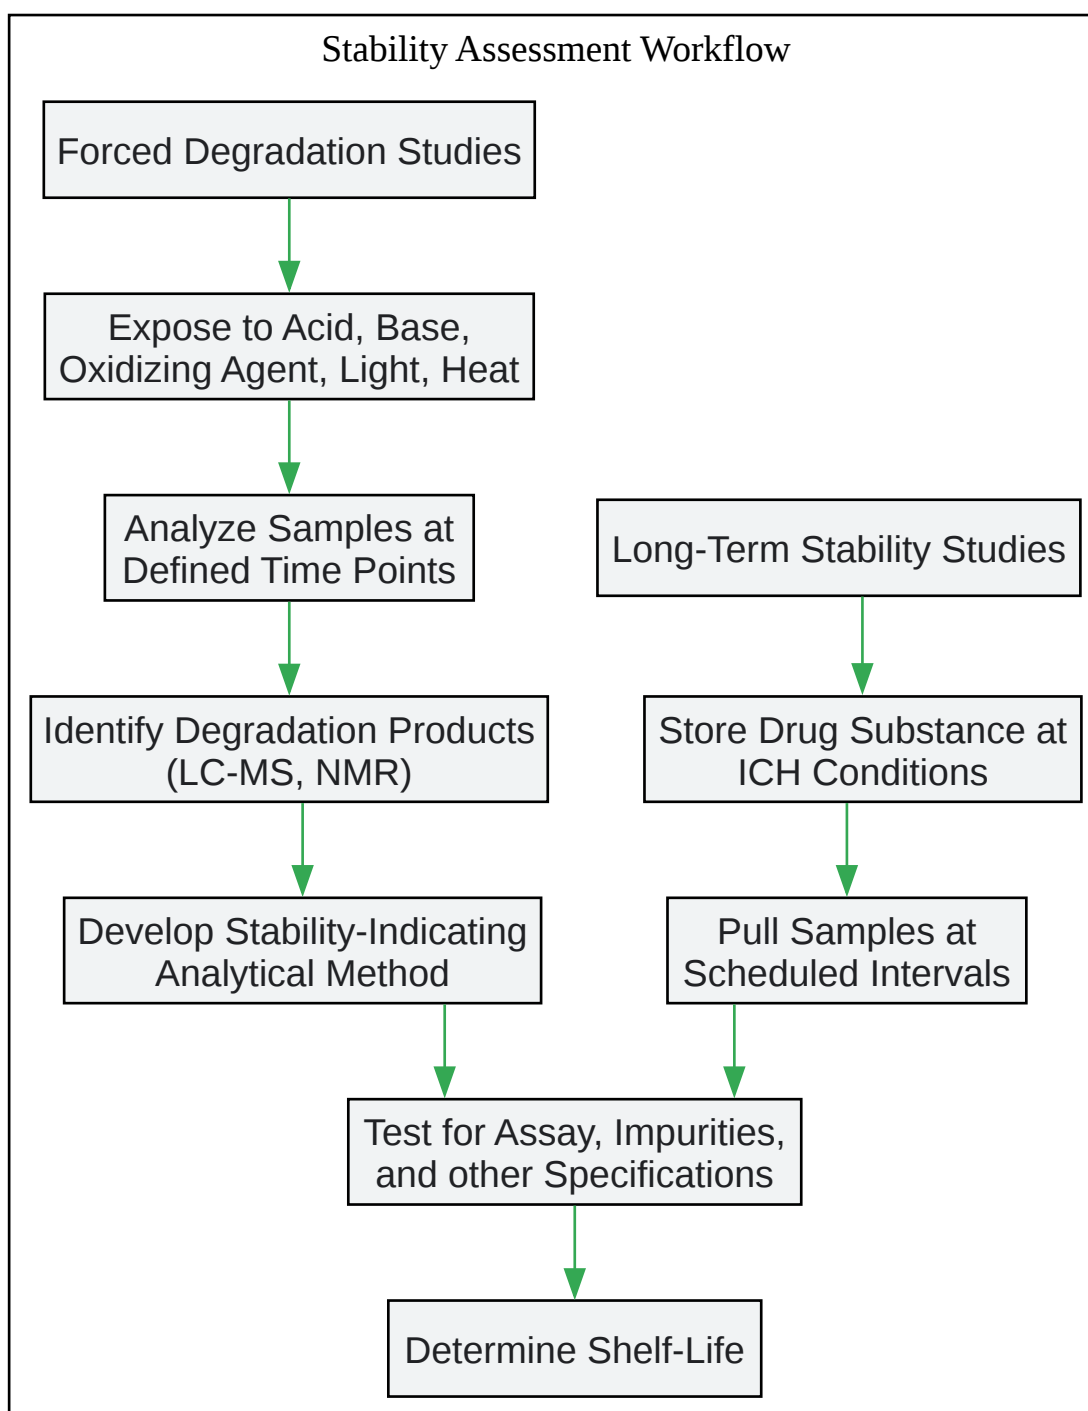 Stability Assessment Workflow
Forced Degradation Studies
Expose to Acid, Base,
Oxidizing Agent, Light, Heat
Analyze Samples at
Defined Time Points
Long-Term Stability Studies
Identify Degradation Products
(LC-MS, NMR)
Store Drug Substance at
ICH Conditions
Develop Stability-Indicating
Analytical Method
Pull Samples at
Scheduled Intervals
Test for Assay, Impurities,
and other Specifications
Determine Shelf-Life